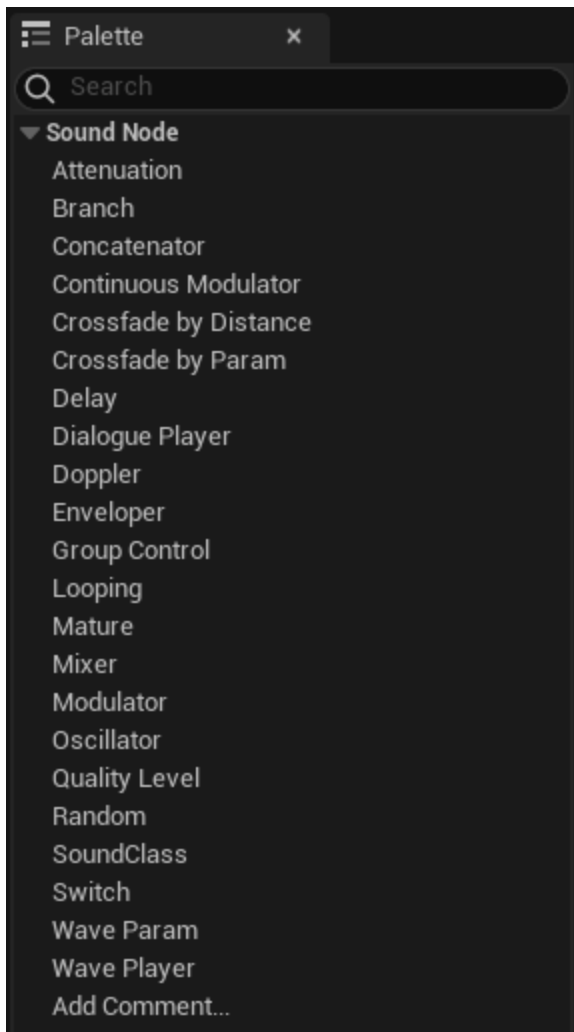 Palette
Search
Sound Node
Attenuation
Branch
Concatenator
Continuous Modulator
Crossfade by Distance
Crossfade by Param
Delay
Dialogue Player
Doppler
Enveloper
Group Control
Looping
Mature
Mixer
Modulator
Oscillator
Quality Level
Random
SoundClass
Switch
Wave Param
Wave Player
Add Comment...